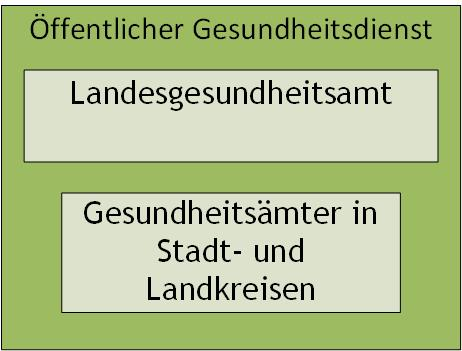 Öffentlicher Gesundheitsdienst
Landesgesundheitsamt
Gesundheitsämter in
Stadt- und
Landkreisen